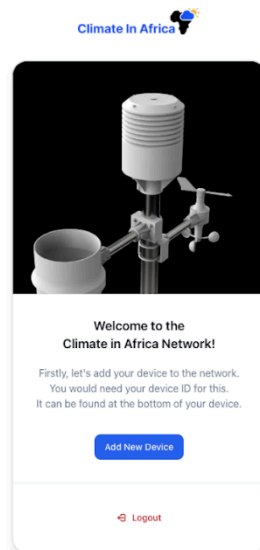 Climate In Africa
Welcome to the
Climate in Africa Network!
Firstly, let's add your device to the network.
You would need your device ID for this.
It can be found at the bottom of your device.
Add New Device
Logout